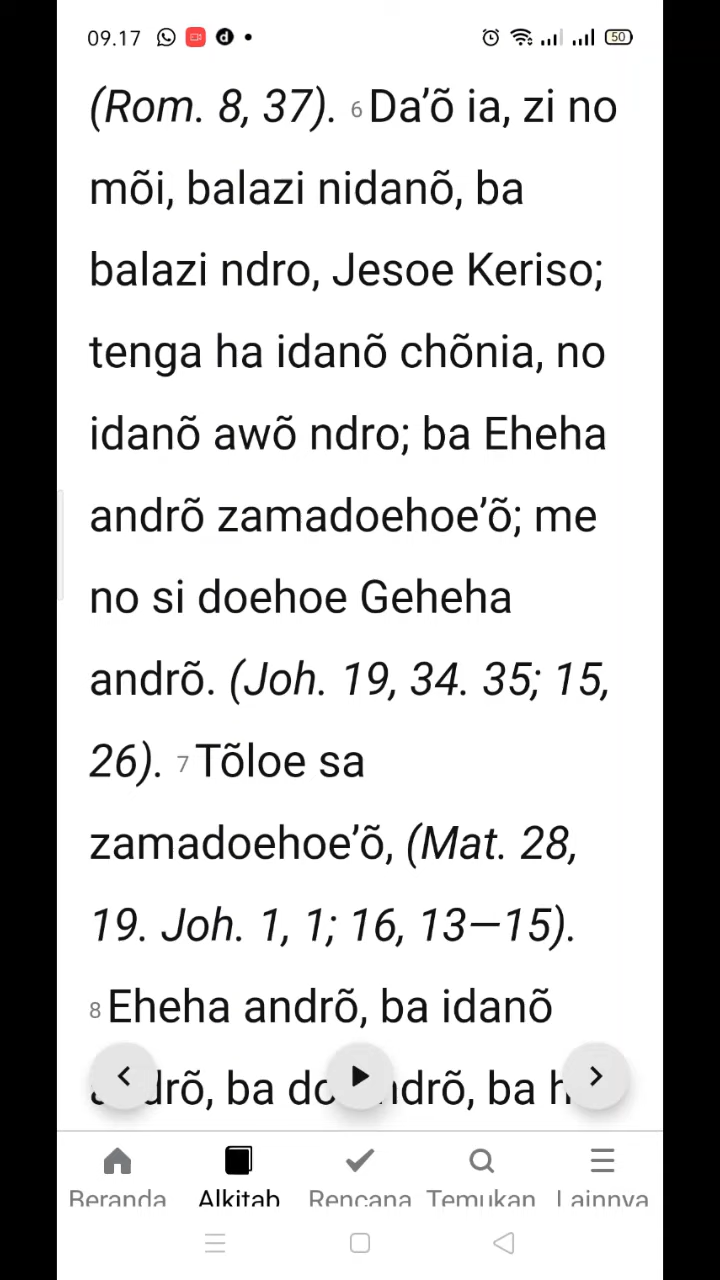 09.17
50
(Rom. 8, 37). 6 Da’õ ia, zi no
mõi, balazi nidanõ, ba
balazi ndro, Jesoe Keriso;
tenga ha idanõ chõnia, no
idanõ awõ ndro; ba Eheha
andrõ zamadoehoe’õ; me
no si doehoe Geheha
andrõ. (Joh. 19, 34. 35; 15,
26). 7 Tõloe sa
zamadoehoe’õ, (Mat. 28,
19. Joh. 1, 1; 16, 13—15).
8 Eheha andrõ, ba idanõ
ba
ba
Beranda Alkitab Rencana Temukan Lainnya